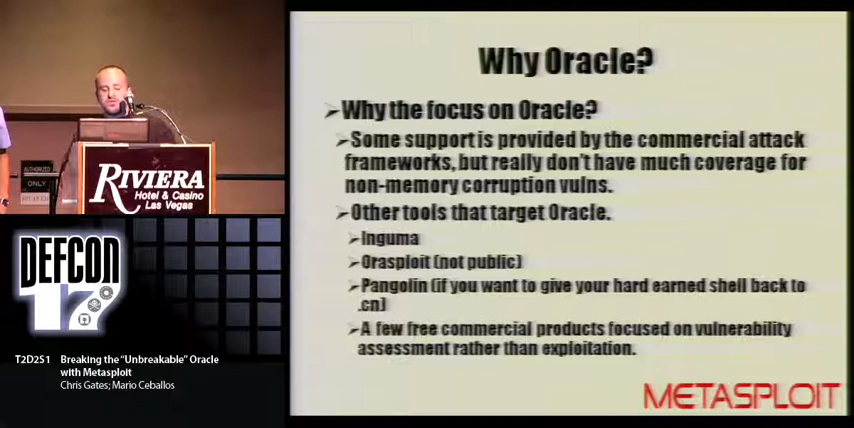 RIVIERA
Hotel & Casino
Las Vegas
AUTHORIZED
ONLY
DEFCON
17
T2D2S1 Breaking the "Unbreakable" Oracle
with Metasploit
Chris Gates; Mario Ceballos
Why Oracle?
➢Why the focus on Oracle?
➢Some support is provided by the commercial attack
frameworks, but really don't have much coverage for
non-memory corruption vulns.
➢Other tools that target Oracle.
➢Inguma
➢Orasploit (not public)
➢Pangolin (if you want to give your hard earned shell back to
.cn)
➢A few free commercial products focused on vulnerability
assessment rather than exploitation.
METASPLOIT